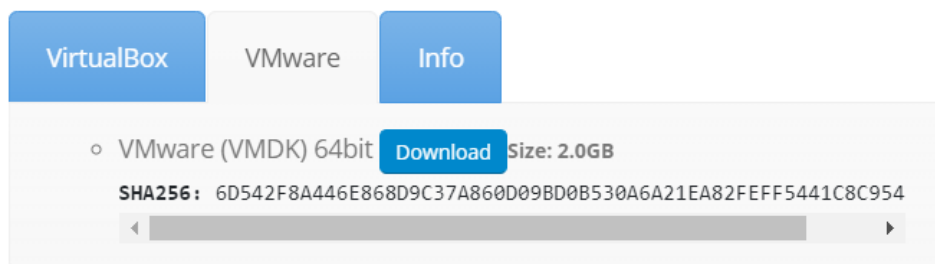 VirtualBox VMware Info
VMware (VMDK) 64bit Download Size: 2.0GB
SHA256: 6D542F8A446E868D9C37A860D09BD0B530A6A21EA82FEFF5441C8C954